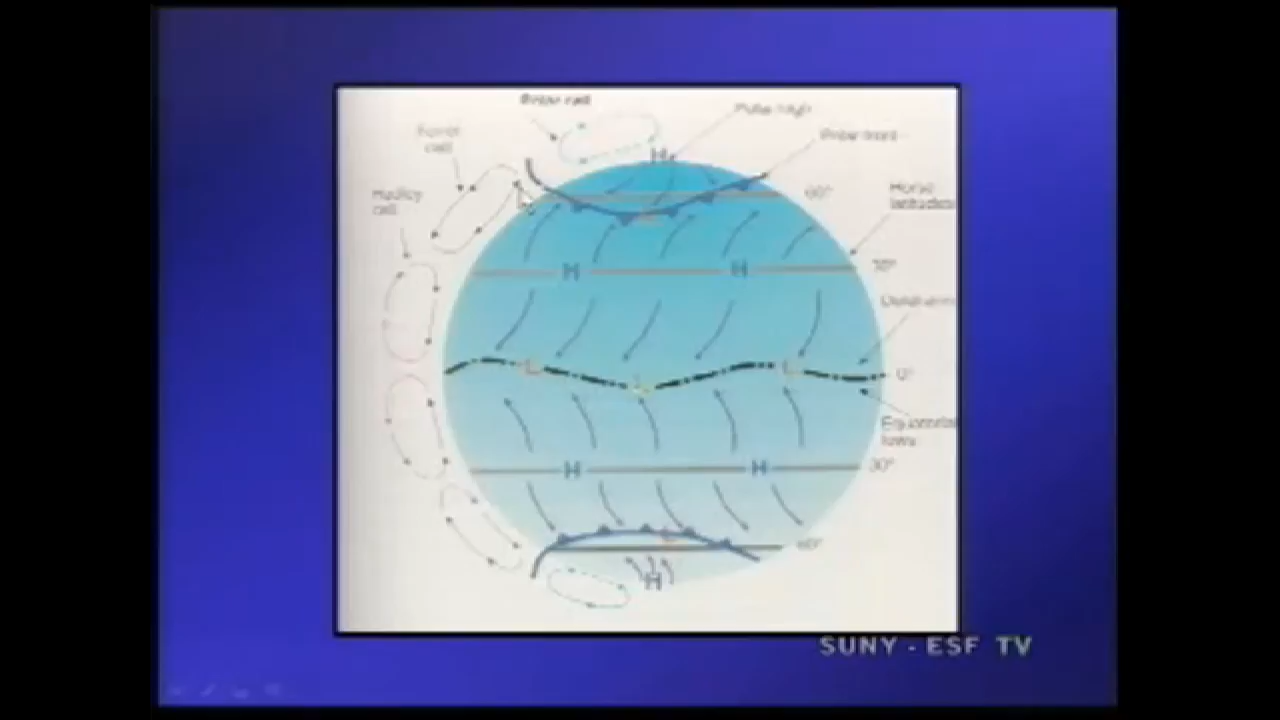 Polar cell
Polar high
Polar front
Ferrel
cell
Hadley
cell
H
60°
Horse
latitudes
H H
30°
Doldrums
L L L
0°
Equatorial
lows
H H
30°
60°
H
SUNY - ESF TV